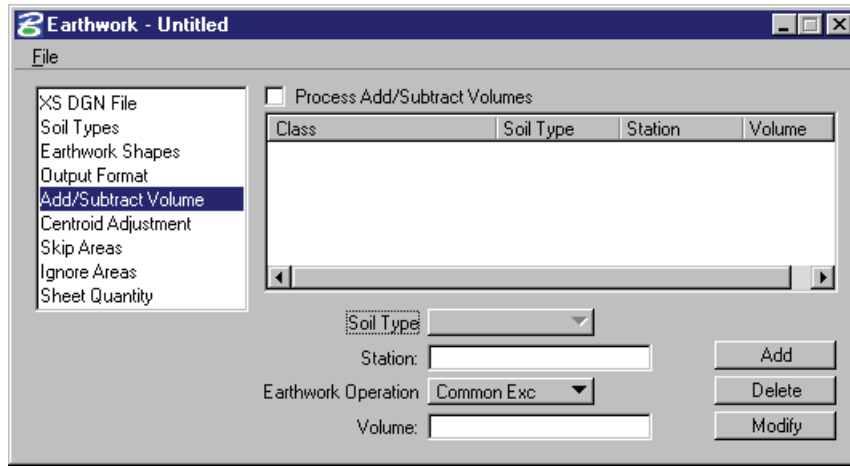 Earthwork - Untitled
File
XS DGN File
Soil Types
Earthwork Shapes
Output Format
Add/Subtract Volume
Centroid Adjustment
Skip Areas
Ignore Areas
Sheet Quantity
Process Add/Subtract Volumes
Class Soil Type Station Volume
Soil Type
Station:
Earthwork Operation Common Exc
Volume:
Add
Delete
Modify